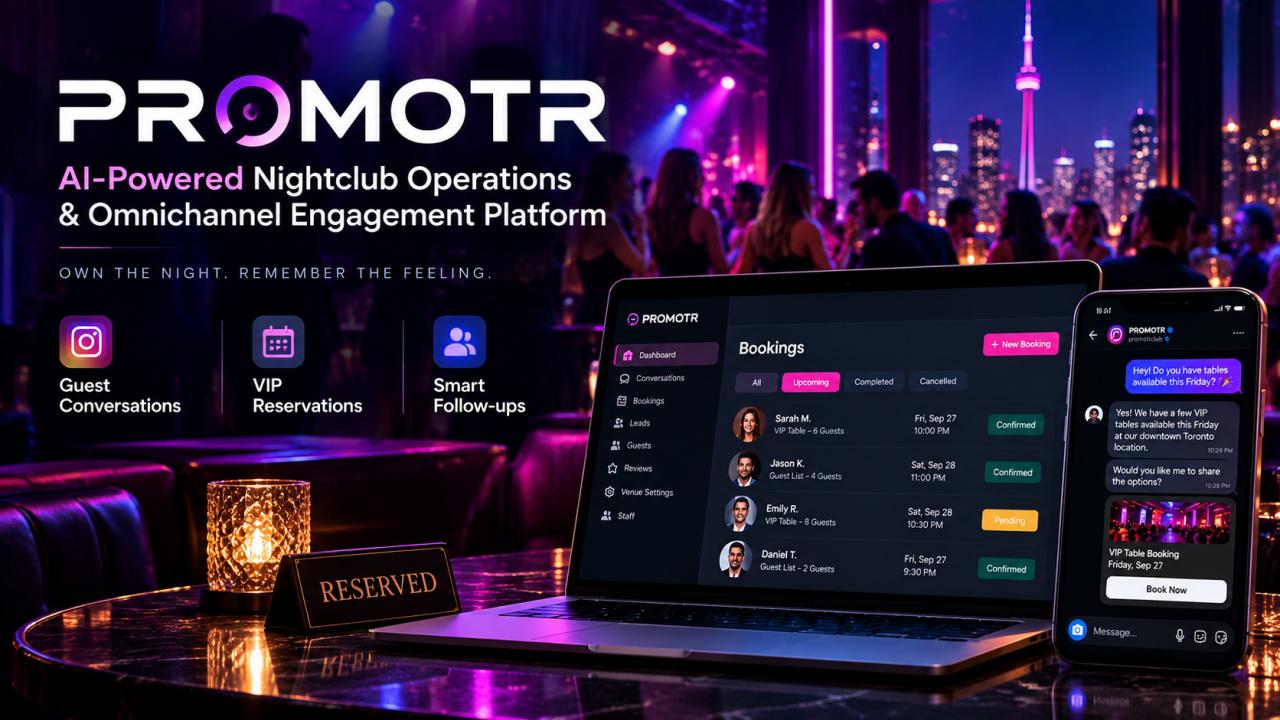 PROMOTR
AI-Powered Nightclub Operations
& Omnichannel Engagement Platform
OWN THE NIGHT. REMEMBER THE FEELING.
Guest
Conversations
VIP
Reservations
Smart
Follow-ups
RESERVED
PROMOTR
Dashboard
Conversations
Bookings
Leads
Guests
Reviews
Venue Settings
Staff
Bookings
+ New Booking
All
Upcoming
Completed
Cancelled
Sarah M.
VIP Table – 6 Guests
Fri, Sep 27
10:00 PM
Confirmed
Jason K.
Guest List – 4 Guests
Sat, Sep 28
11:00 PM
Confirmed
Emily R.
VIP Table – 8 Guests
Sat, Sep 28
10:30 PM
Pending
Daniel T.
Guest List – 2 Guests
Fri, Sep 27
9:30 PM
Confirmed
PROMOTR
promotrclub
Hey! Do you have tables
available this Friday? 🎉
Yes! We have a few VIP
tables available this Friday
at our downtown Toronto
location.
10:29 PM
Would you like me to share
the options?
10:28 PM
VIP Table Booking
Friday, Sep 27
Book Now
Message...